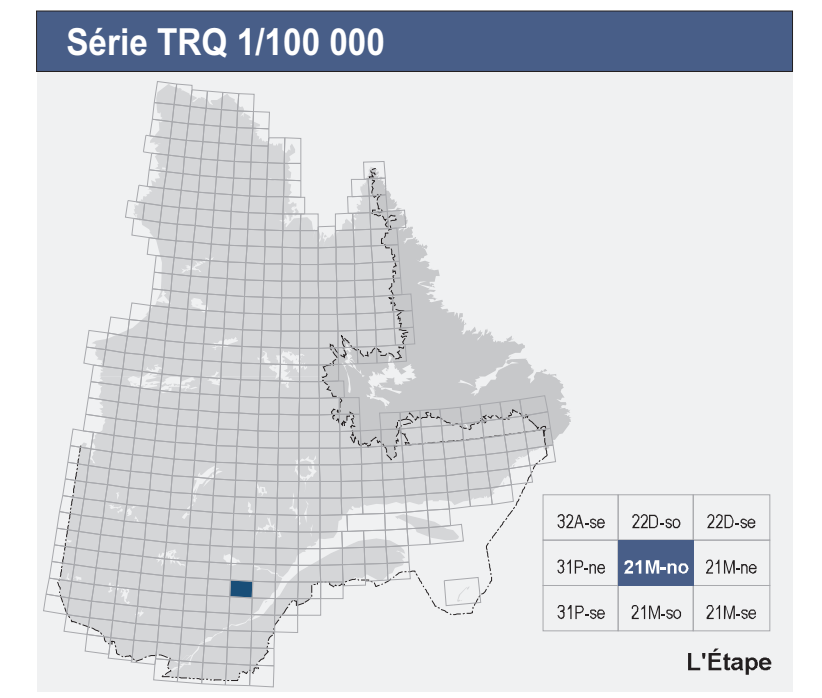 Série TRQ 1/100 000
32A-se 22D-so 22D-se
31P-ne 21M-no 21M-ne
31P-se 21M-so 21M-se
L'Étape